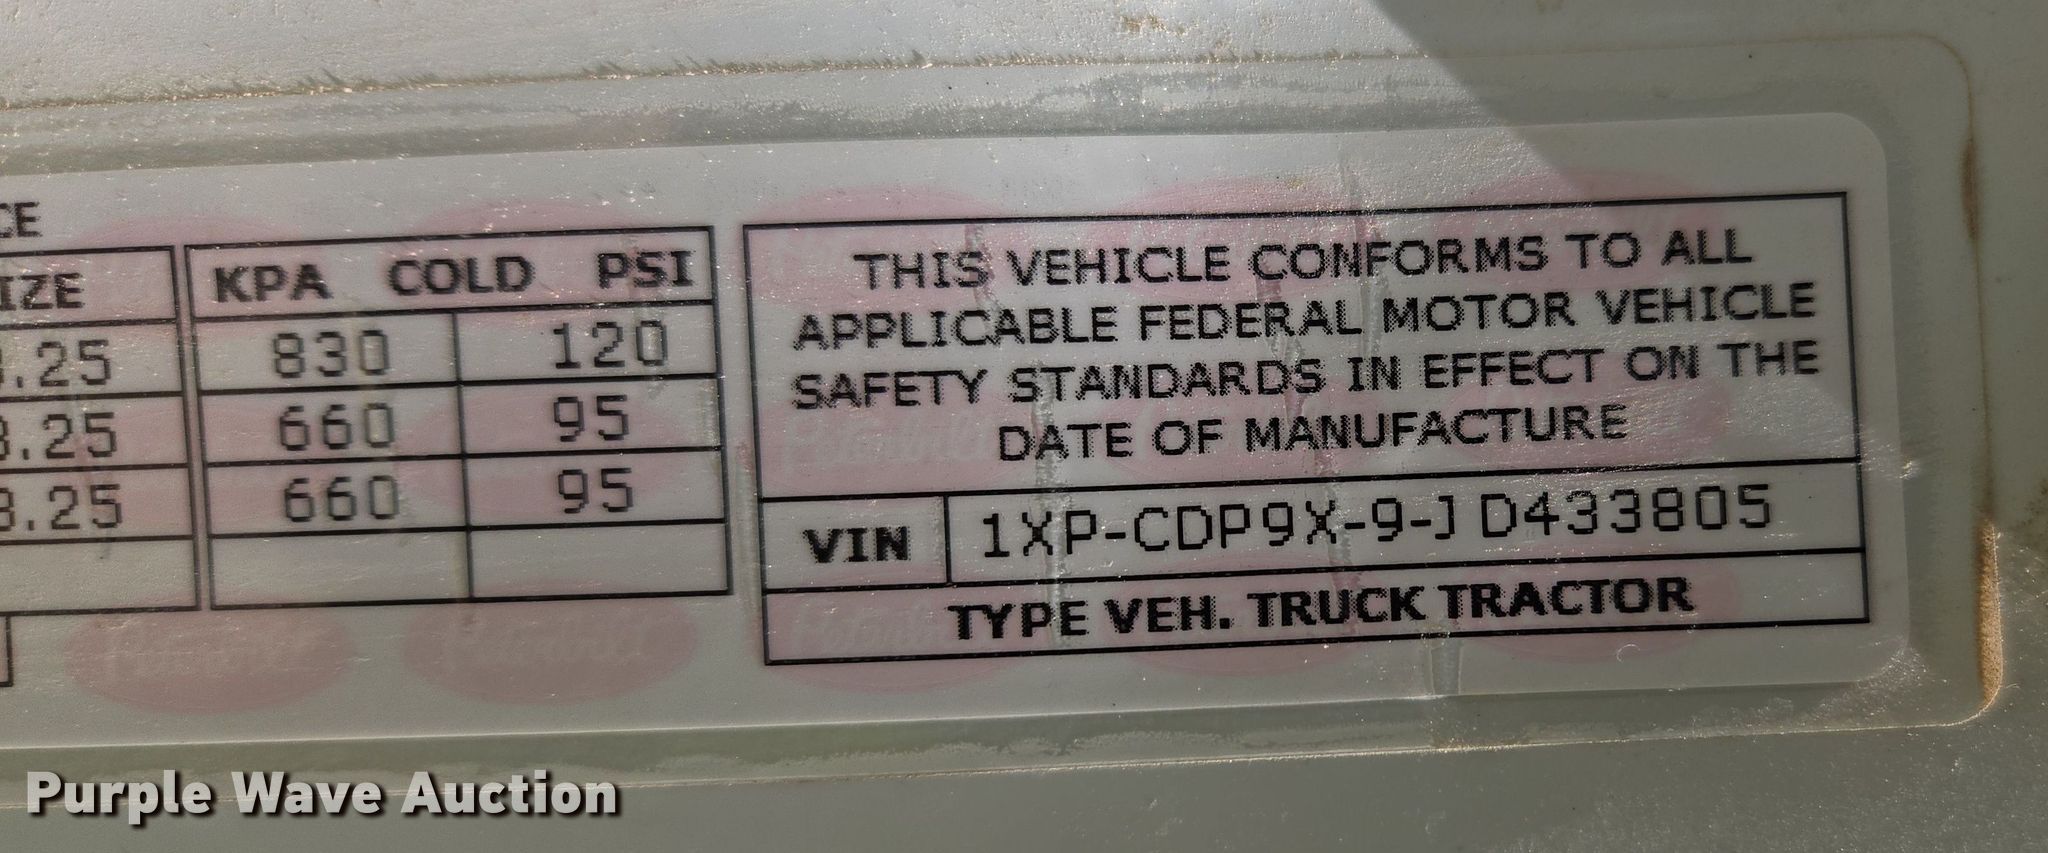 CE
IZE
KPA COLD PSI
.25 830 120
3.25 660 95
3.25 660 95
THIS VEHICLE CONFORMS TO ALL
APPLICABLE FEDERAL MOTOR VEHICLE
SAFETY STANDARDS IN EFFECT ON THE
DATE OF MANUFACTURE
VIN 1XP-CDP9X-9-JD433805
TYPE VEH. TRUCK TRACTOR
Purple Wave Auction